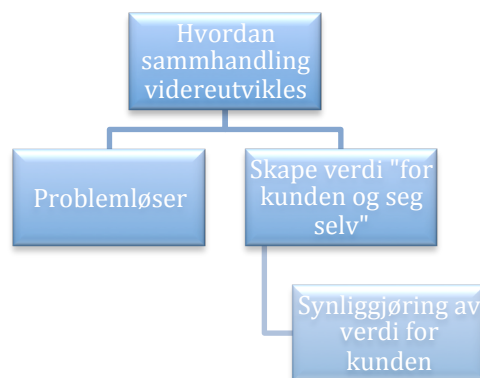 Hvordan
sammhandling
videreutvikles
Problemløser
Skape verdi "for
kunden og seg
selv"
Synliggjøring av
verdi for
kunden